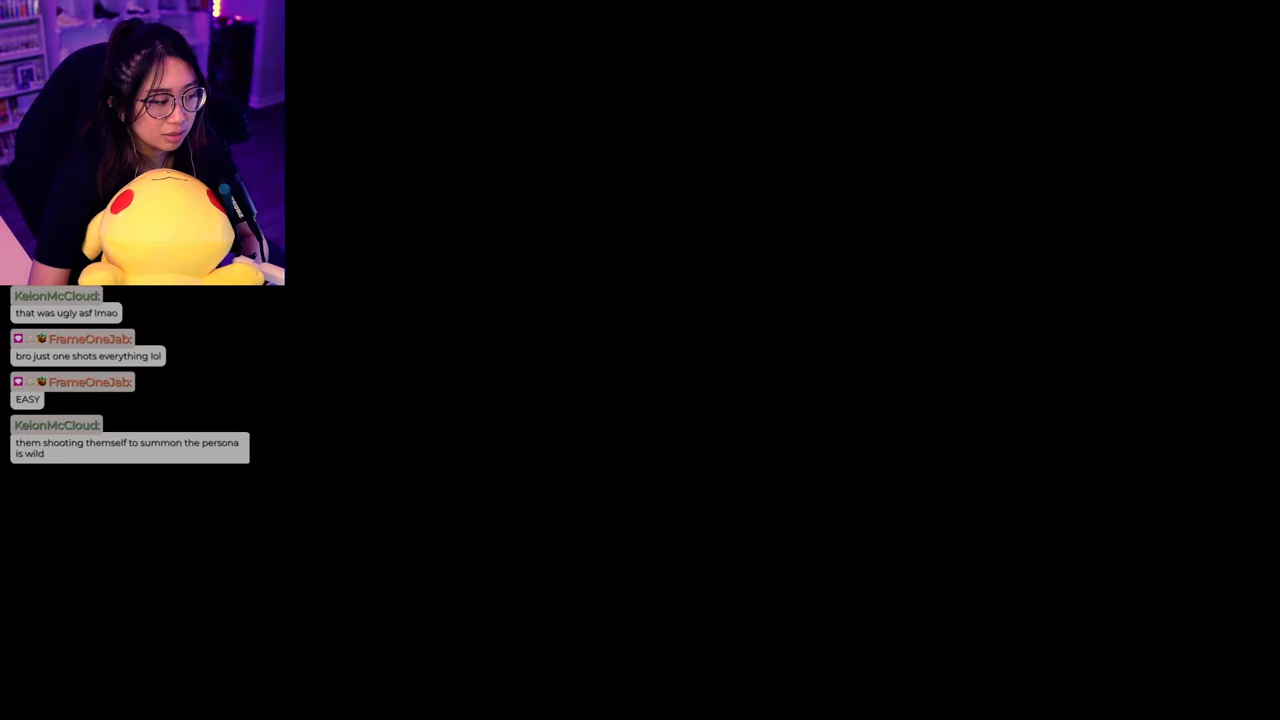 KeionMcCloud:
that was ugly asf lmao
FrameOneJab:
bro just one shots everything lol
FrameOneJab:
EASY
KeionMcCloud:
them shooting themself to summon the persona
is wild